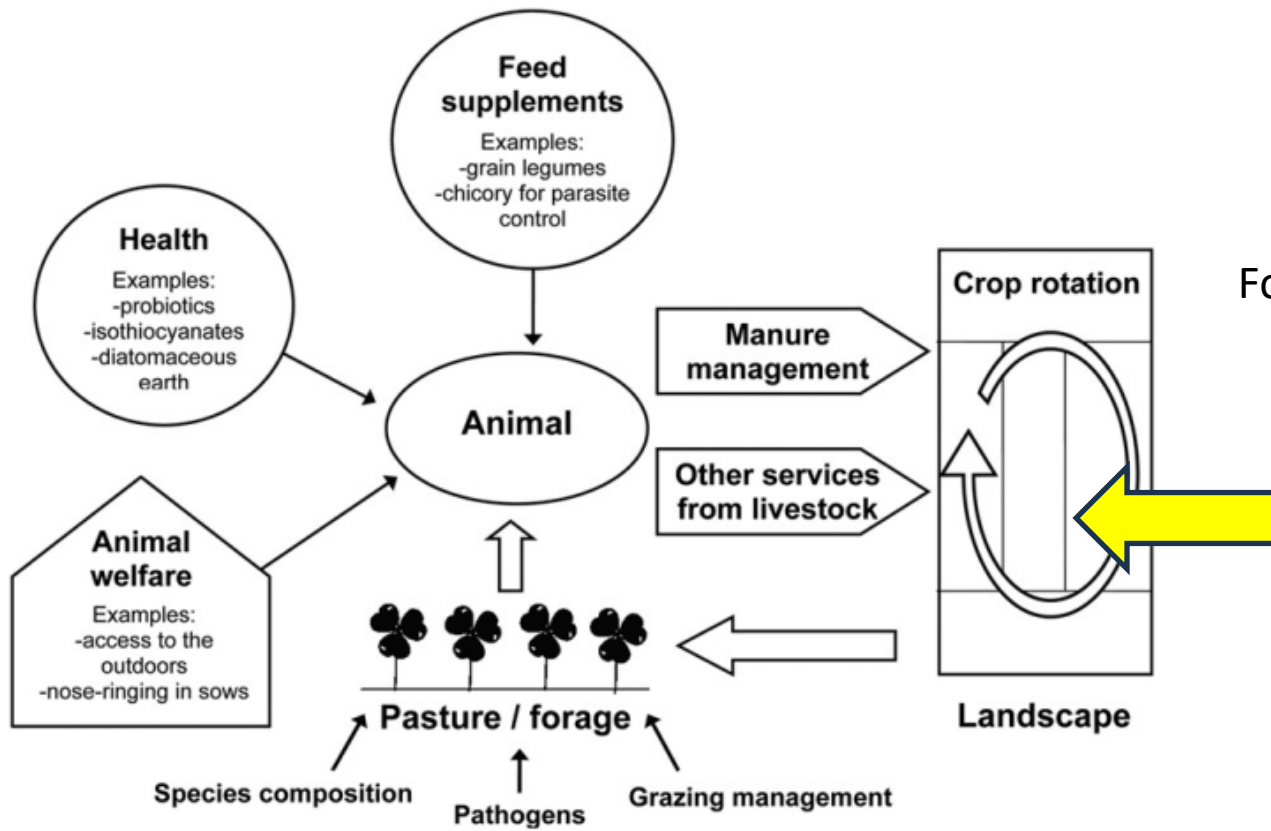 Feed
supplements
Examples:
-grain legumes
-chicory for parasite
control
Health
Examples:
-probiotics
-isothiocyanates
-diatomaceous
earth
Animal
welfare
Examples:
-access to the
outdoors
-nose-ringing in sows
Animal
Manure
management
Other services
from livestock
Crop rotation
Landscape
Fo
Pasture / forage
Species composition
Pathogens
Grazing management